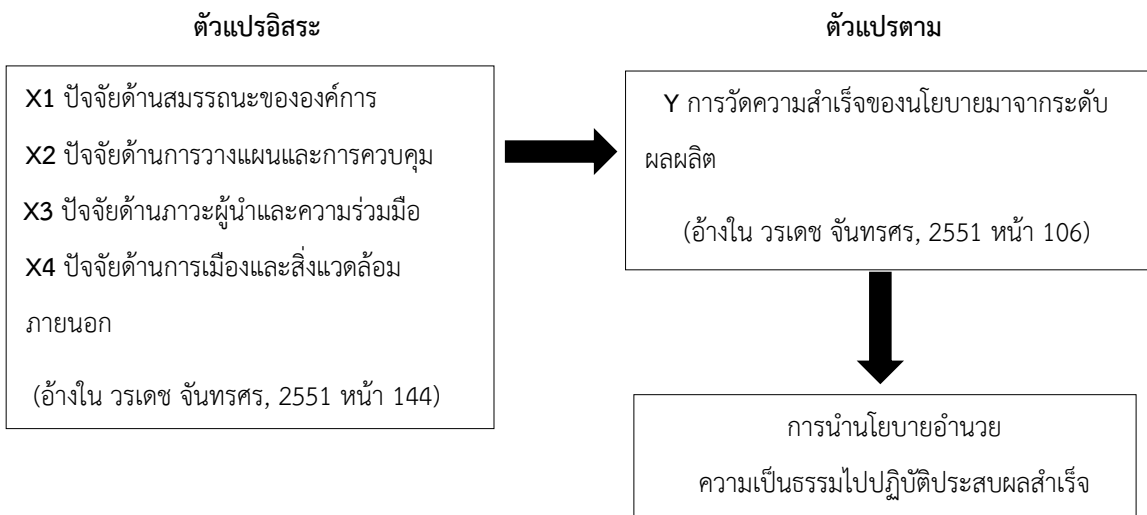 ตัวแปรอิสระ
X1 ปัจจัยด้านสมรรถนะขององค์การ
X2 ปัจจัยด้านการวางแผนและการควบคุม
X3 ปัจจัยด้านภาวะผู้นำและความร่วมมือ
X4 ปัจจัยด้านการเมืองและสิ่งแวดล้อม
ภายนอก
(อ้างใน วรเดช จันทรศร, 2551 หน้า 144)
ตัวแปรตาม
Y การวัดความสำเร็จของนโยบายมาจากระดับ
ผลผลิต
(อ้างใน วรเดช จันทรศร, 2551 หน้า 106)
การนำนโยบายอำนวย
ความเป็นธรรมไปปฏิบัติประสบผลสำเร็จ